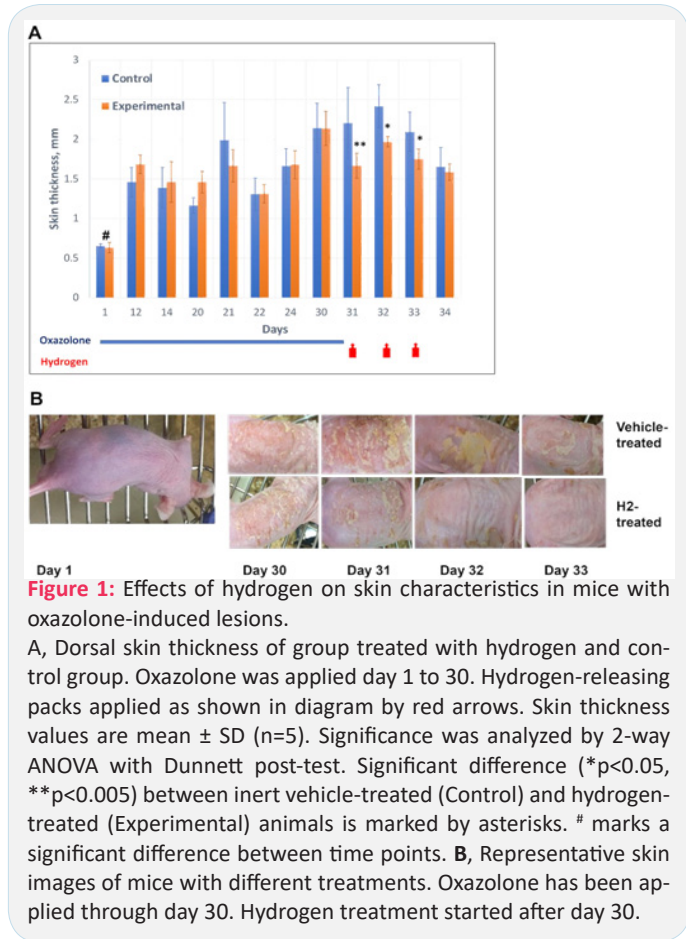 A
3
2.5
2
1.5
1
0.5
0
Skin thickness, mm
Control
Experimental
#
**
*
*
1 12 14 20 21 22 24 30 31 32 33 34
Days
Oxazolone
Hydrogen
B
Vehicle-
treated
H2-
treated
Day 1 Day 30 Day 31 Day 32 Day 33
Figure 1: Effects of hydrogen on skin characteristics in mice with
oxazolone-induced lesions.
A, Dorsal skin thickness of group treated with hydrogen and con-
trol group. Oxazolone was applied day 1 to 30. Hydrogen-releasing
packs applied as shown in diagram by red arrows. Skin thickness
values are mean ± SD (n=5). Significance was analyzed by 2-way
ANOVA with Dunnett post-test. Significant difference (*p<0.05,
**p<0.005) between inert vehicle-treated (Control) and hydrogen-
treated (Experimental) animals is marked by asterisks. # marks a
significant difference between time points. B, Representative skin
images of mice with different treatments. Oxazolone has been ap-
plied through day 30. Hydrogen treatment started after day 30.